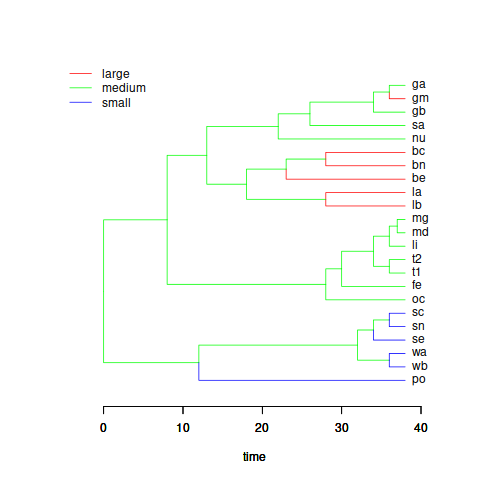 large
medium
small
ga
gm
gb
sa
nu
bc
bn
be
la
lb
mg
md
li
t2
t1
fe
oc
sc
sn
se
wa
wb
po
0 10 20 30 40
time